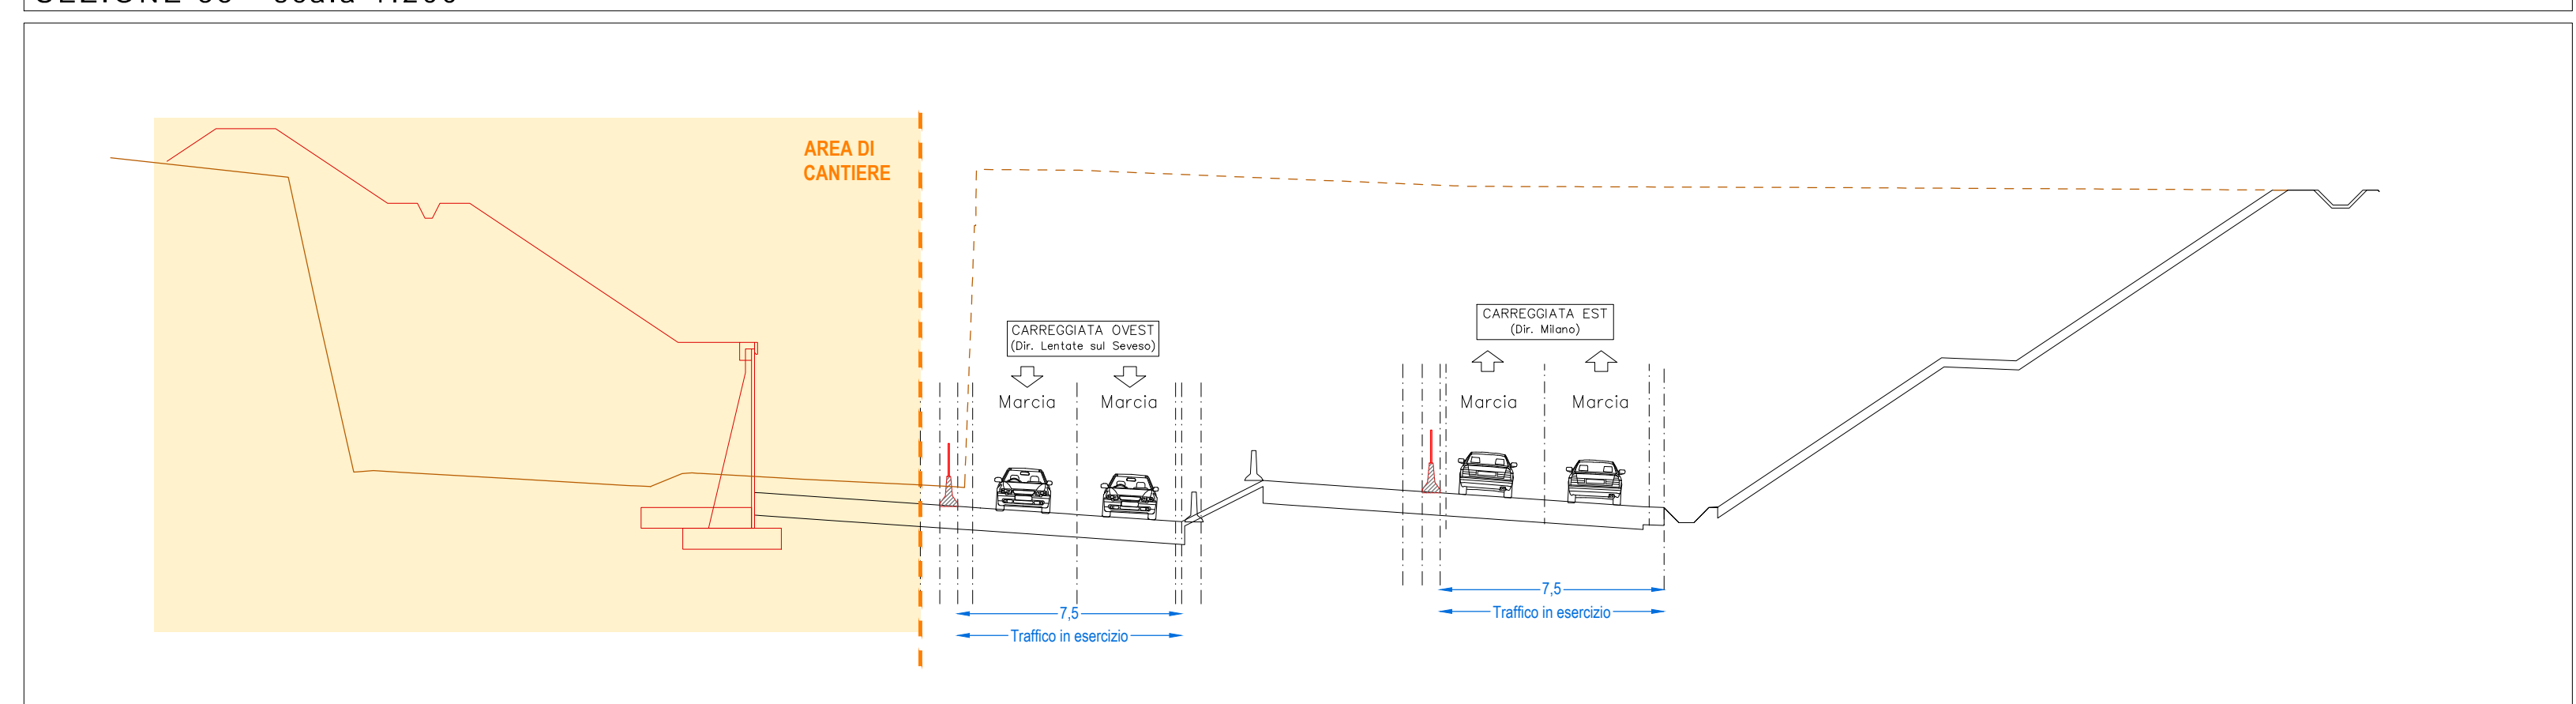 AREA DI
CANTIERE
CARREGGIATA OVEST
(Dir. Lentate sul Seveso)
Marcia
Marcia
CARREGGIATA EST
(Dir. Milano)
Marcia
Marcia
7,5
Traffico in esercizio
7,5
Traffico in esercizio